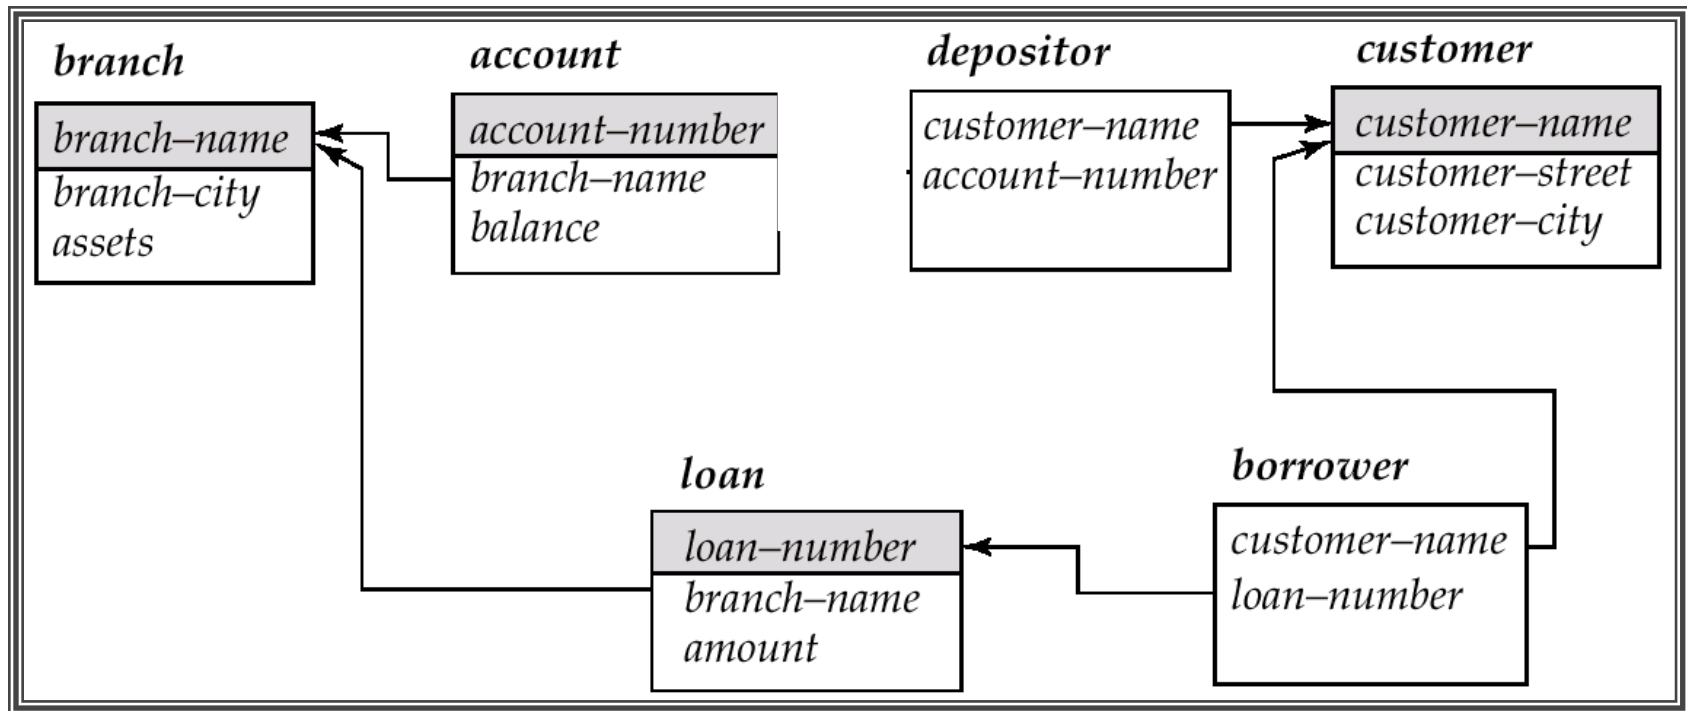 branch
branch–name
branch–city
assets
account
account–number
branch–name
balance
depositor
customer–name
account–number
customer
customer–name
customer–street
customer–city
loan
loan–number
branch–name
amount
borrower
customer–name
loan–number